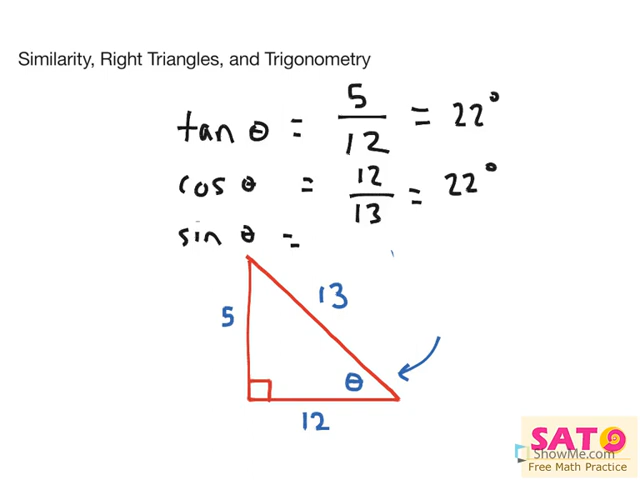 Similarity, Right Triangles, and Trigonometry
tan θ = 5/12 = 22°
cos θ = 12/13 = 22°
sin θ =
13
5
θ
12
SATO
ShowMe.com
Free Math Practice